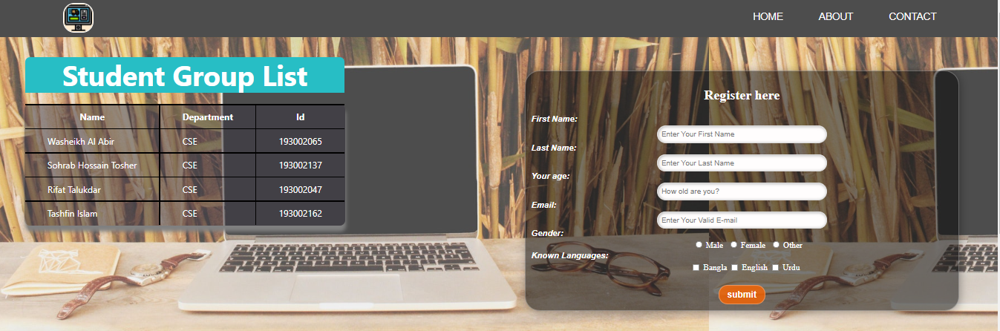 HOME ABOUT CONTACT
Student Group List
Name Department Id
Washeikh Al Abir CSE 193002065
Sohrab Hossain Tosher CSE 193002137
Rifat Talukdar CSE 193002047
Tashfin Islam CSE 193002162
Register here
First Name:
Enter Your First Name
Last Name:
Enter Your Last Name
Your age:
How old are you?
Email:
Enter Your Valid E-mail
Gender:
Male Female Other
Known Languages:
Bangla English Urdu
submit